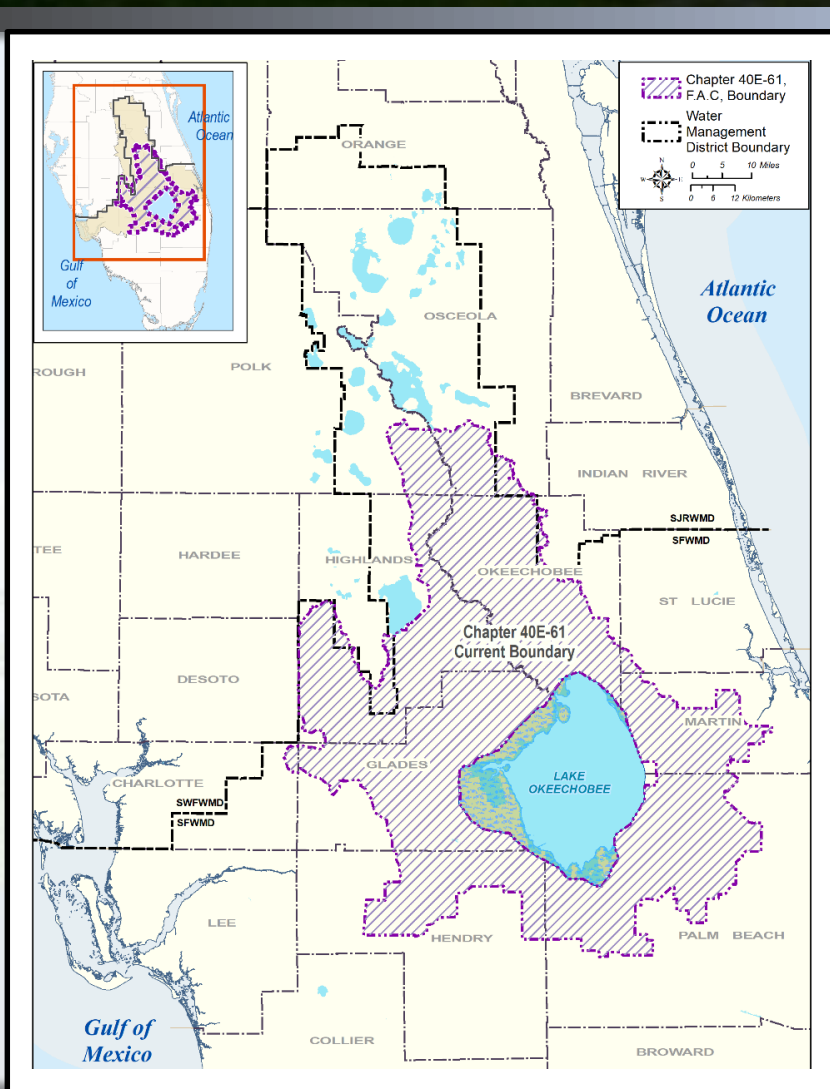 Atlantic
Ocean
Gulf
of
Mexico
Chapter 40E-61,
F.A.C, Boundary
Water
Management
District Boundary
N
W
E
S
0 5 10 Miles
0 6 12 Kilometers
ORANGE
Atlantic
Ocean
OSCEOLA
ROUGH
POLK
BREVARD
INDIAN RIVER
SJRWMD
SFWMD
TEE
HARDEE
HIGHLANDS
OKEECHOBEE
ST LUCIE
Chapter 40E-61
Current Boundary
DESOTO
SOTA
MARTIN
GLADES
LAKE
OKEECHOBEE
CHARLOTTE
SWFWMD
SFWMD
LEE
HENDRY
PALM BEACH
Gulf of
Mexico
COLLIER
BROWARD